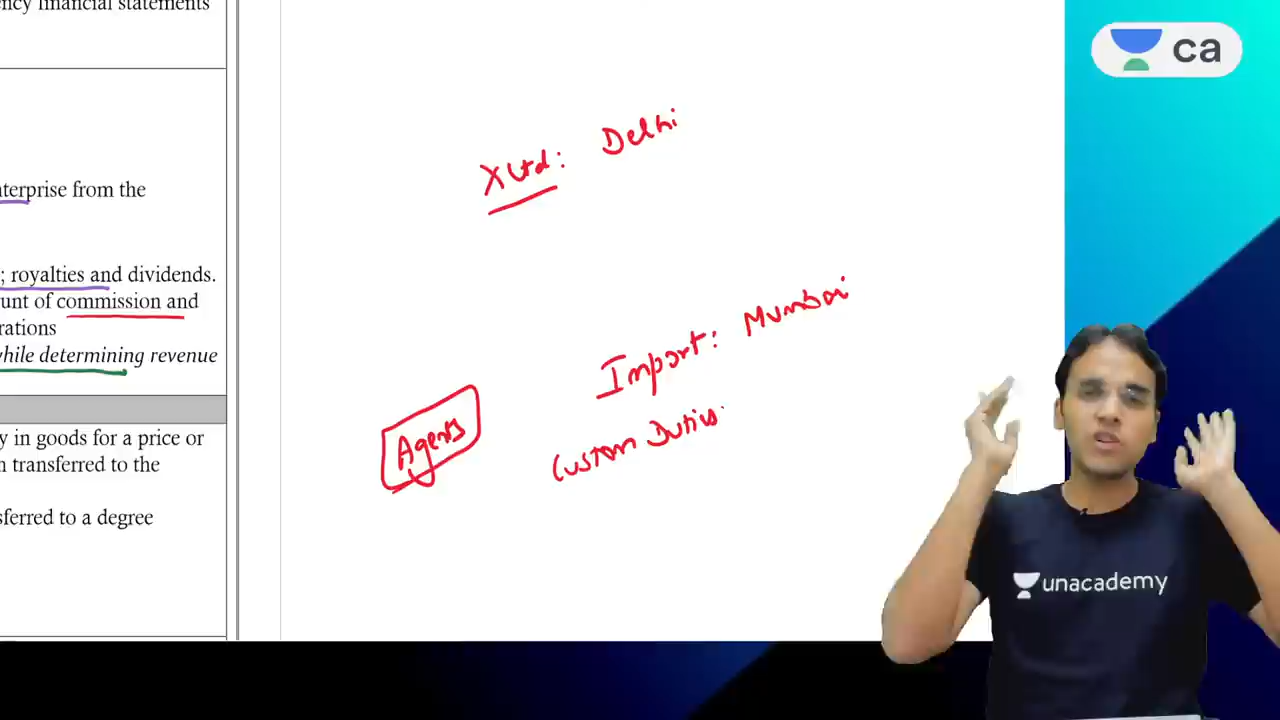 ncy financial statements
nterprise from the
; royalties and dividends.
unt of commission and
rations
while determining revenue
y in goods for a price or
n transferred to the
sferred to a degree
X Ltd: Delhi
Import: Mumbai
Agents
Custom Duties
ca
unacademy